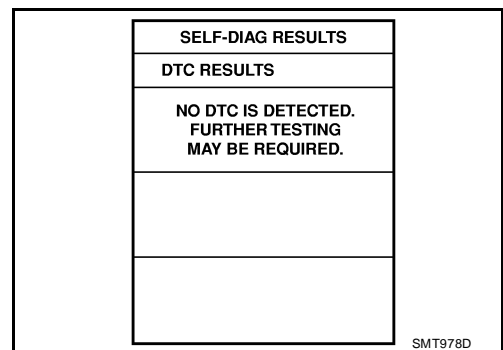 SELF-DIAG RESULTS
DTC RESULTS
NO DTC IS DETECTED.
FURTHER TESTING
MAY BE REQUIRED.
SMT978D